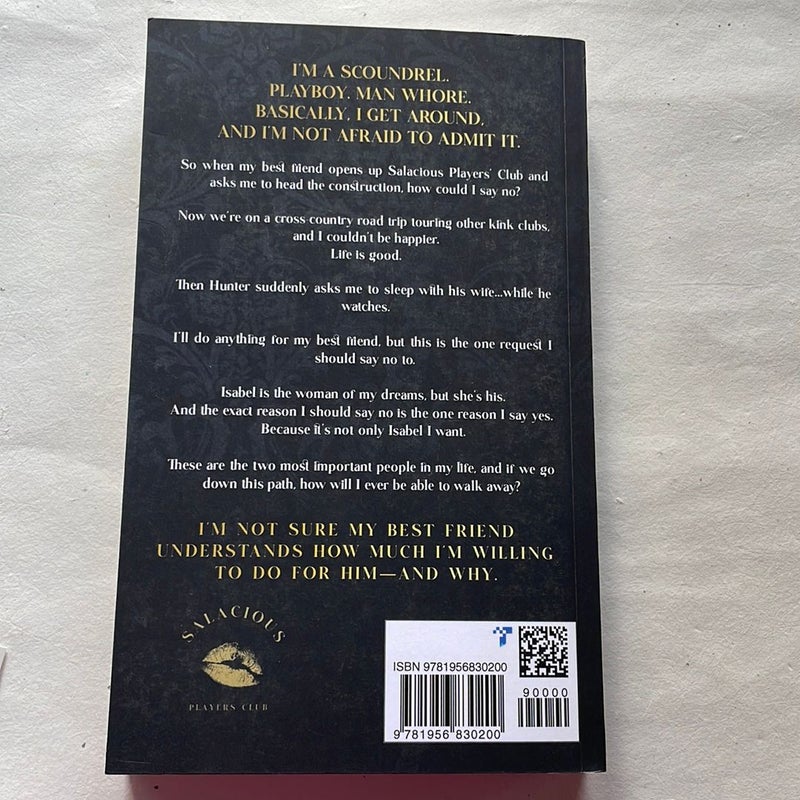 I'M A SCOUNDREL.
PLAYBOY. MAN WHORE.
BASICALLY, I GET AROUND,
AND I'M NOT AFRAID TO ADMIT IT.
So when my best friend opens up Salacious Players' Club and
asks me to head the construction, how could I say no?
Now we're on a cross country road trip touring other kink clubs,
and I couldn't be happier.
Life is good.
Then Hunter suddenly asks me to sleep with his wife...while he
watches.
I'll do anything for my best friend, but this is the one request I
should say no to.
Isabel is the woman of my dreams, but she's his.
And the exact reason I should say no is the one reason I say yes.
Because it's not only Isabel I want.
These are the two most important people in my life, and if we go
down this path, how will I ever be able to walk away?
I'M NOT SURE MY BEST FRIEND
UNDERSTANDS HOW MUCH I'M WILLING
TO DO FOR HIM—AND WHY.
SALACIOUS
PLAYERS CLUB
ISBN 9781956830200
90000
9 781956 830200